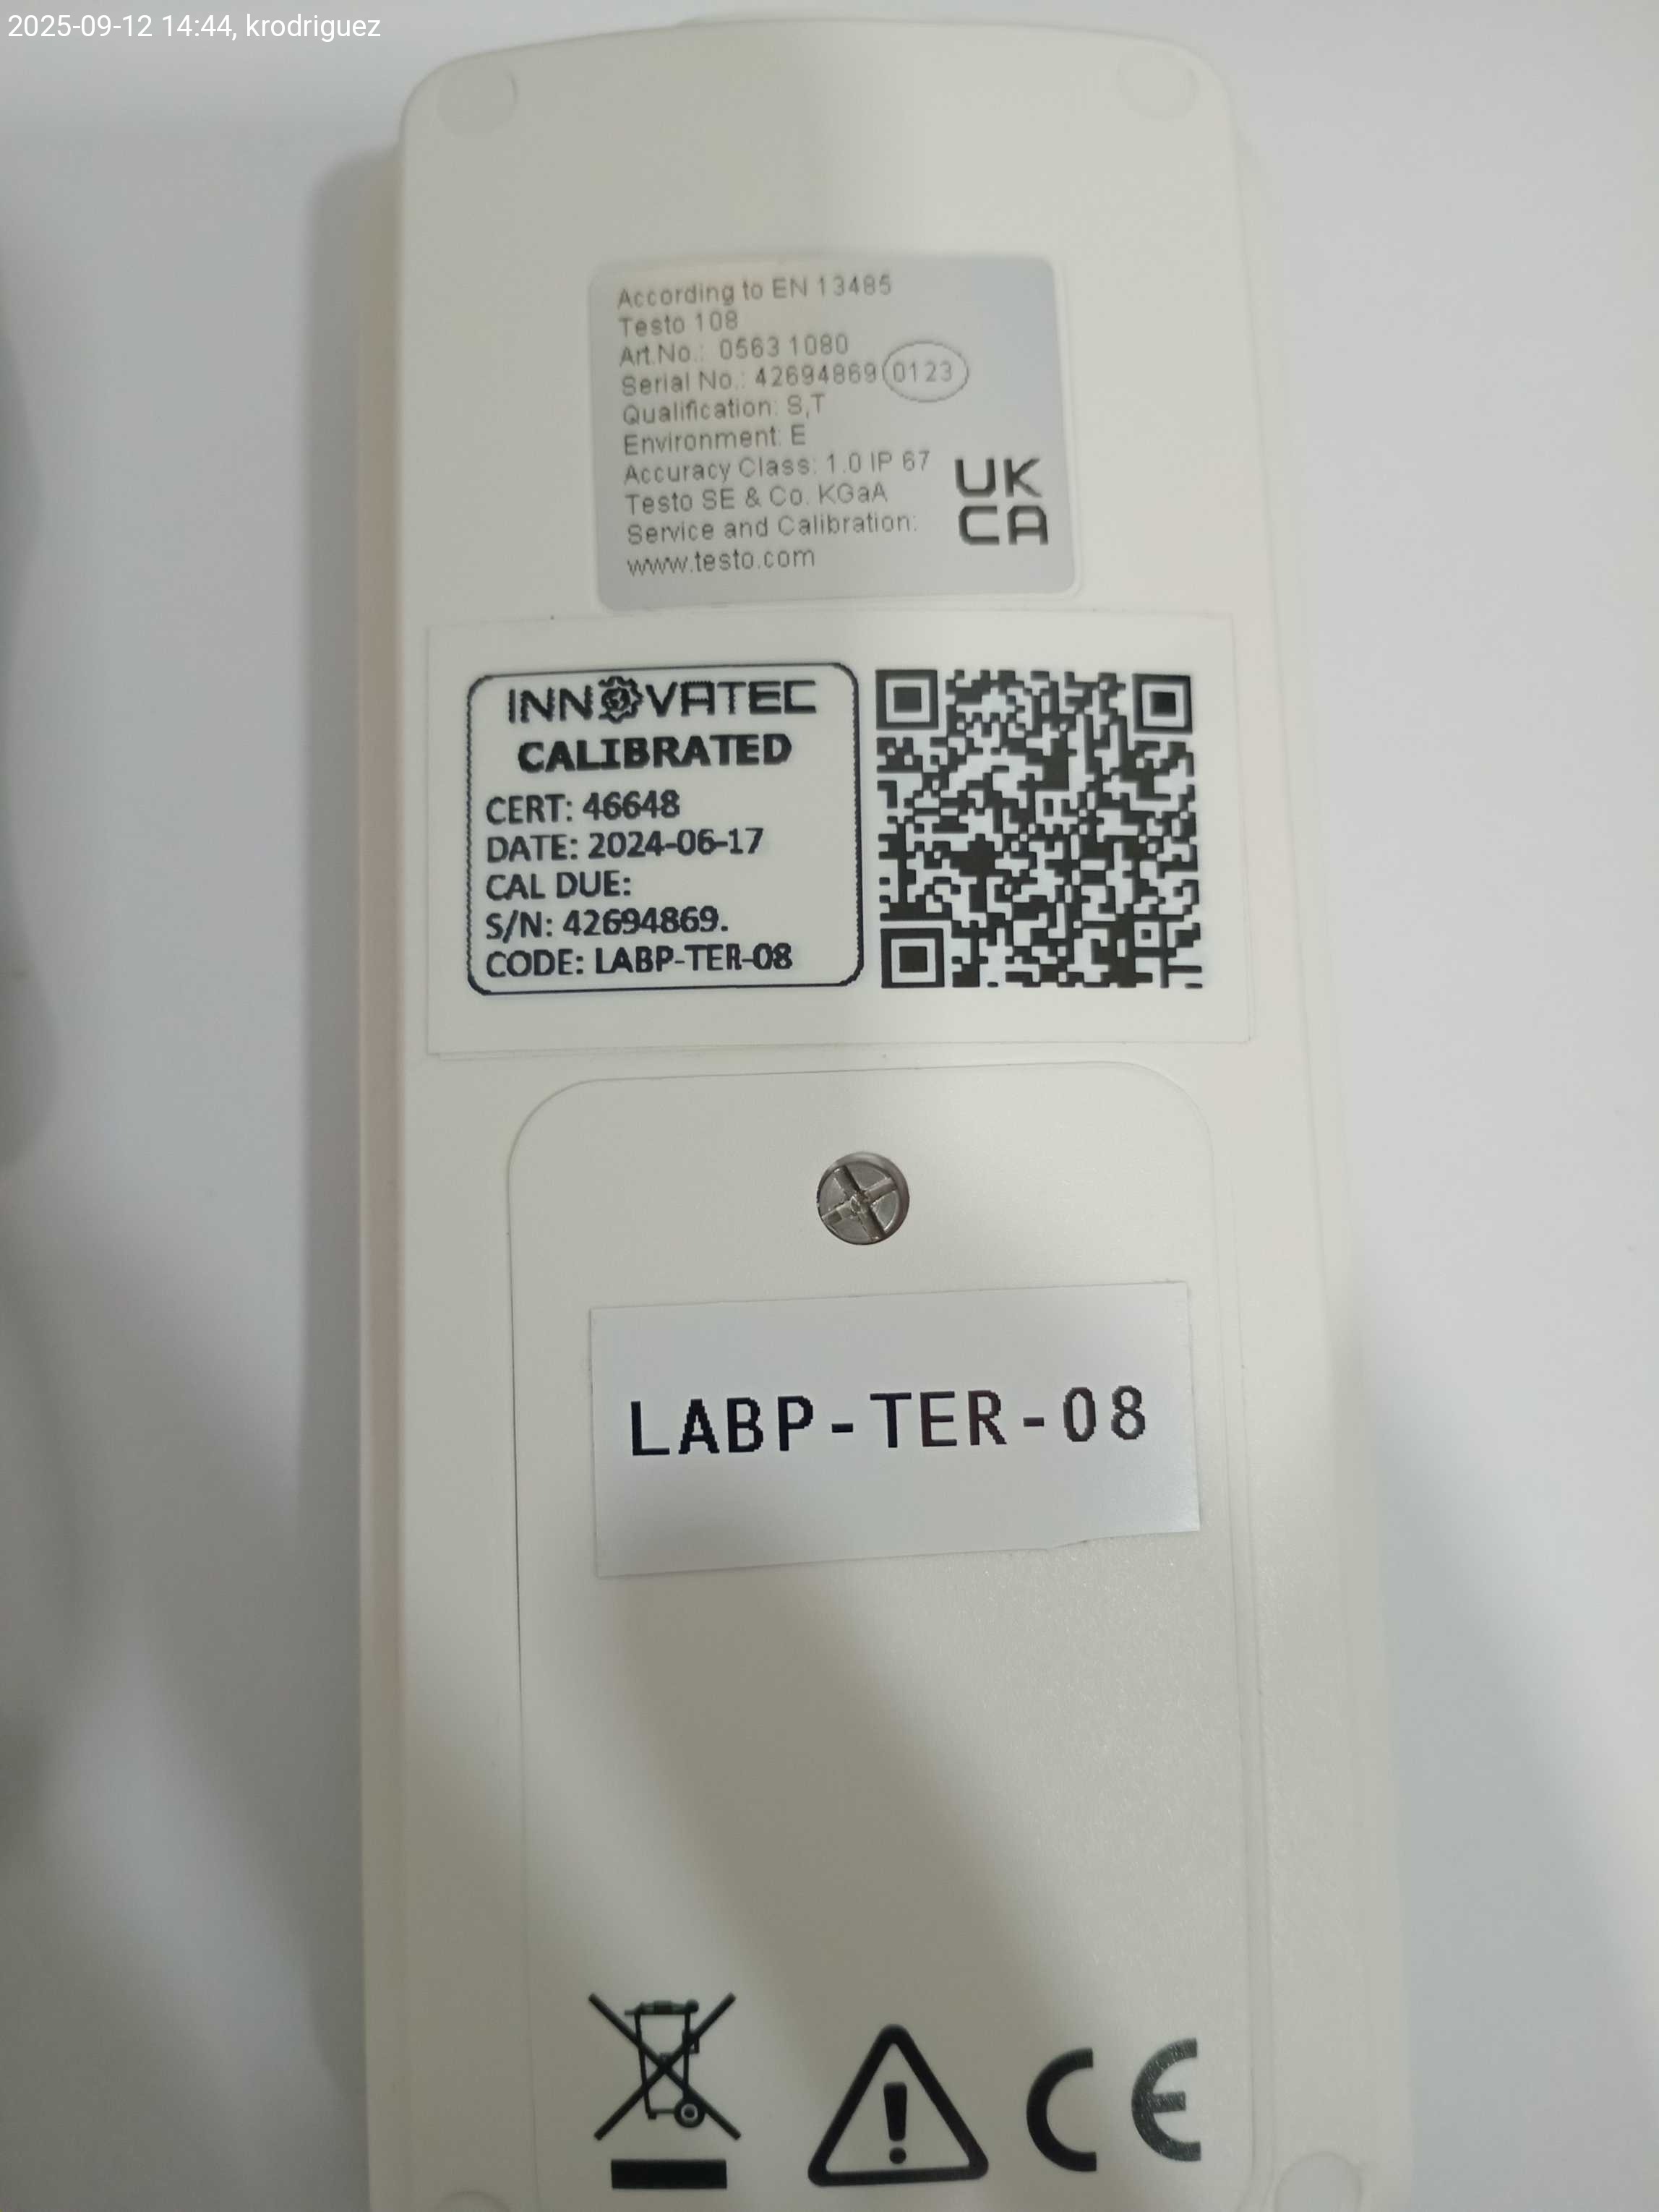 2025-09-12 14:44, krodriguez
According to EN 13485
Testo 108
Art.No.: 0563 1080
Serial No.: 42694869 0123
Qualification: S,T
Environment: E
Accuracy Class: 1.0 IP 67
Testo SE & Co. KGaA
Service and Calibration:
www.testo.com
UK
CA
INNOVATEC
CALIBRATED
CERT: 46648
DATE: 2024-06-17
CAL DUE:
S/N: 42694869.
CODE: LABP-TER-08
LABP-TER-08
CE